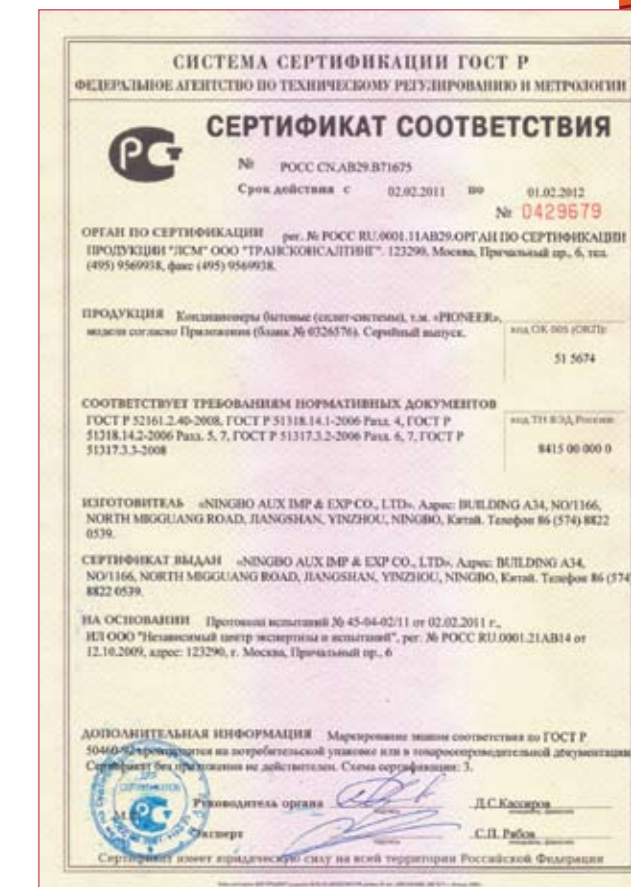 СИСТЕМА СЕРТИФИКАЦИИ ГОСТ Р
ФЕДЕРАЛЬНОЕ АГЕНТСТВО ПО ТЕХНИЧЕСКОМУ РЕГУЛИРОВАНИЮ И МЕТРОЛОГИИ
СЕРТИФИКАТ СООТВЕТСТВИЯ
№ РОСС CN.АВ29.В71675
Срок действия с 02.02.2011 по 01.02.2012
№ 0429679
ОРГАН ПО СЕРТИФИКАЦИИ рег. № РОСС RU.0001.11АВ29.ОРГАН ПО СЕРТИФИКАЦИИ
ПРОДУКЦИИ "ЛСМ" ООО "ТРАНСКОНСАЛТИНГ". 123290, Москва, Причальный пр., 6, тел.
(495) 9569938, факс (495) 9569938.
ПРОДУКЦИЯ Кондиционеры бытовые (сплит-системы), т.м. «PIONEER»,
модели согласно Приложения (бланк № 0326576). Серийный выпуск.
код ОК 005 (ОКП):
51 5674
СООТВЕТСТВУЕТ ТРЕБОВАНИЯМ НОРМАТИВНЫХ ДОКУМЕНТОВ
ГОСТ Р 52161.2.40-2008, ГОСТ Р 51318.14.1-2006 Разд. 4, ГОСТ Р
51318.14.2-2006 Разд. 5, 7, ГОСТ Р 51317.3.2-2006 Разд. 6, 7, ГОСТ Р
51317.3.3-2008
код ТН ВЭД России:
8415 00 000 0
ИЗГОТОВИТЕЛЬ «NINGBO AUX IMP & EXP CO., LTD». Адрес: BUILDING A34, NO/1166,
NORTH MIGGUANG ROAD, JIANGSHAN, YINZHOU, NINGBO, Китай. Телефон 86 (574) 8822
0539.
СЕРТИФИКАТ ВЫДАН «NINGBO AUX IMP & EXP CO., LTD». Адрес: BUILDING A34,
NO/1166, NORTH MIGGUANG ROAD, JIANGSHAN, YINZHOU, NINGBO, Китай. Телефон 86 (574
8822 0539.
НА ОСНОВАНИИ Протокола испытаний № 45-04-02/11 от 02.02.2011 г.,
ИЛ ООО "Независимый центр экспертизы и испытаний", рег. № РОСС RU.0001.21АВ14 от
12.10.2009, адрес: 123290, г. Москва, Причальный пр., 6
ДОПОЛНИТЕЛЬНАЯ ИНФОРМАЦИЯ Маркирование знаком соответствия по ГОСТ Р
50460-92 производится на потребительской упаковке или в товаросопроводительной документации
Сертификат без приложения не действителен. Схема сертификации: 3.
М.П.
Руководитель органа Д.С.Кассиров
Эксперт С.П. Рябов
Сертификат имеет юридическую силу на всей территории Российской Федерации